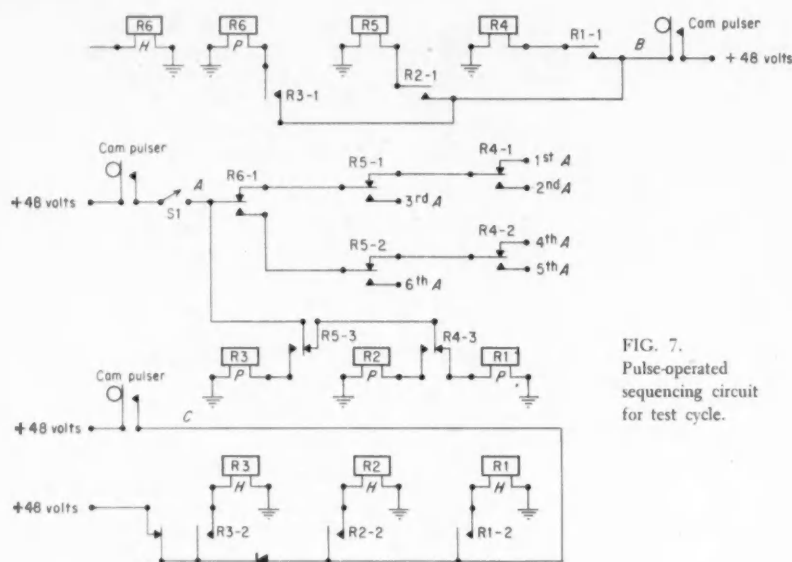 R6 R6 R5 R4 R1-1 B Cam pulser
H P
R2-1 +48 volts
R3-1
Cam pulser
R6-1 R5-1 R4-1 1st A
A 2nd A
+48 volts 3rd A
S1
R5-2 R4-2 4th A
5th A
6th A
R5-3 R4-3
R3 R2 R1
P P P
FIG. 7.
Pulse-operated
sequencing circuit
for test cycle.
Cam pulser
C
+48 volts
R3 R2 R1
H H H
+48 volts
R3-2 R2-2 R1-2